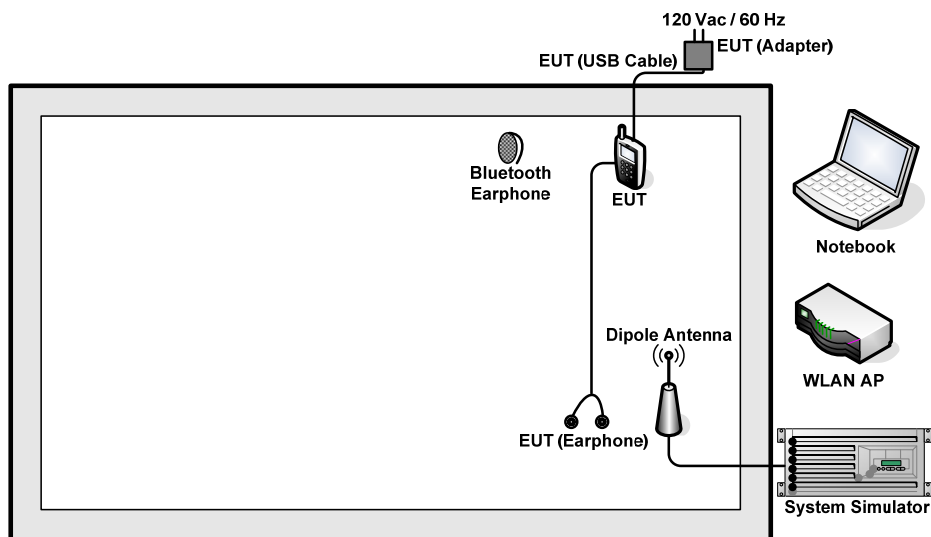 120 Vac / 60 Hz
EUT (Adapter)
EUT (USB Cable)
Bluetooth
Earphone
EUT
Notebook
Dipole Antenna
WLAN AP
EUT (Earphone)
System Simulator